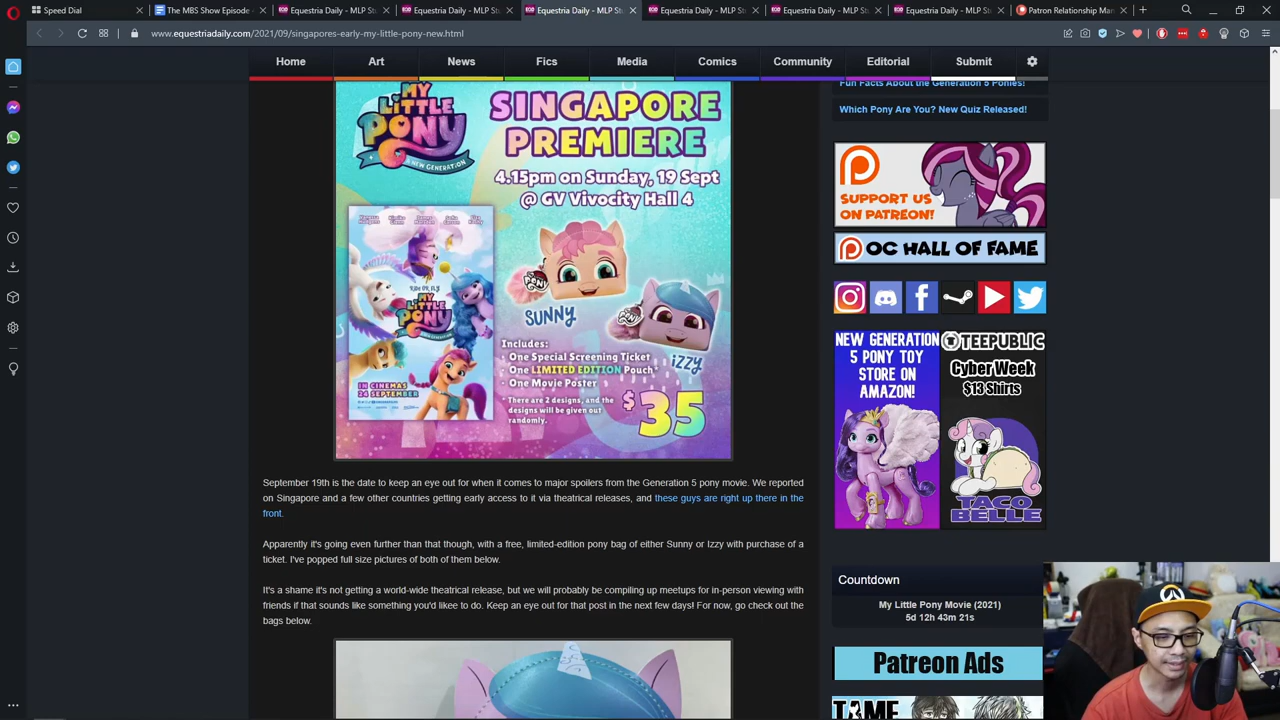 Speed Dial
The MBS Show Episode
Equestria Daily - MLP St
Equestria Daily - MLP St
Equestria Daily - MLP St
Equestria Daily - MLP St
Equestria Daily - MLP St
Equestria Daily - MLP St
Patron Relationship Man
www.equestriadaily.com/2021/09/singapores-early-my-little-pony-new.html
Home
Art
News
Fics
Media
Comics
Community
Editorial
Submit
MY LITTLE PONY
A NEW GENERATION
SINGAPORE
PREMIERE
4.15pm on Sunday, 19 Sept
@ GV Vivocity Hall 4
MY LITTLE PONY
IN CINEMAS
24 SEPTEMBER
SUNNY
IZZY
PONY
PONY
Includes:
· One Special Screening Ticket
· One LIMITED EDITION Pouch*
· One Movie Poster
* There are 2 designs, and the
designs will be given out
randomly.
$35
September 19th is the date to keep an eye out for when it comes to major spoilers from the Generation 5 pony movie. We reported
on Singapore and a few other countries getting early access to it via theatrical releases, and these guys are right up there in the
front.
Apparently it's going even further than that though, with a free, limited-edition pony bag of either Sunny or Izzy with purchase of a
ticket. I've popped full size pictures of both of them below.
It's a shame it's not getting a world-wide theatrical release, but we will probably be compiling up meetups for in-person viewing with
friends if that sounds like something you'd likee to do. Keep an eye out for that post in the next few days! For now, go check out the
bags below.
Fun Facts About the Generation 5 Ponies!
Which Pony Are You? New Quiz Released!
SUPPORT US
ON PATREON!
OC HALL OF FAME
NEW GENERATION
5 PONY TOY
STORE ON
AMAZON!
TEEPUBLIC
Cyber Week
$13 Shirts
TACO
BELLE
Countdown
My Little Pony Movie (2021)
5d 12h 43m 21s
Patreon Ads
TAME